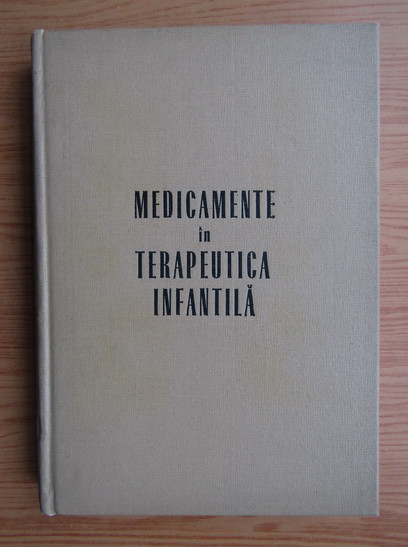 MEDICAMENTE
în
TERAPEUTICA
INFANTILĂ